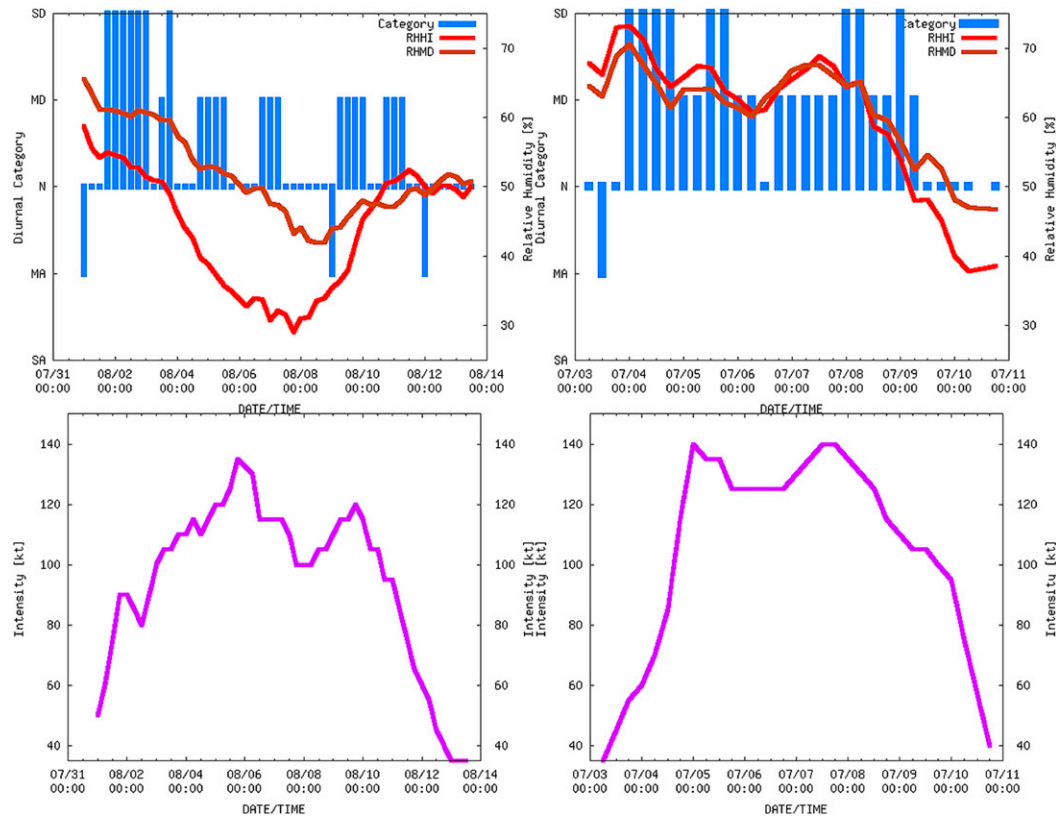 SD
MD
N
MA
SA
Diurnal Category
Category
RHHI
RHMD
70
60
50
40
30
Relative Humidity [%]
07/31 08/02 08/04 08/06 08/08 08/10 08/12 08/14
00:00 00:00 00:00 00:00 00:00 00:00 00:00 00:00
DATE/TIME
SD
MD
N
MA
SA
Diurnal Category
Category
RHHI
RHMD
70
60
50
40
30
Relative Humidity [%]
07/03 07/04 07/05 07/06 07/07 07/08 07/09 07/10 07/11
00:00 00:00 00:00 00:00 00:00 00:00 00:00 00:00 00:00
DATE/TIME
140
120
100
80
60
40
Intensity [kt]
140
120
100
80
60
40
Intensity [kt]
07/31 08/02 08/04 08/06 08/08 08/10 08/12 08/14
00:00 00:00 00:00 00:00 00:00 00:00 00:00 00:00
DATE/TIME
Intensity [kt]
140
120
100
80
60
40
Intensity [kt]
07/03 07/04 07/05 07/06 07/07 07/08 07/09 07/10 07/11
00:00 00:00 00:00 00:00 00:00 00:00 00:00 00:00 00:00
DATE/TIME